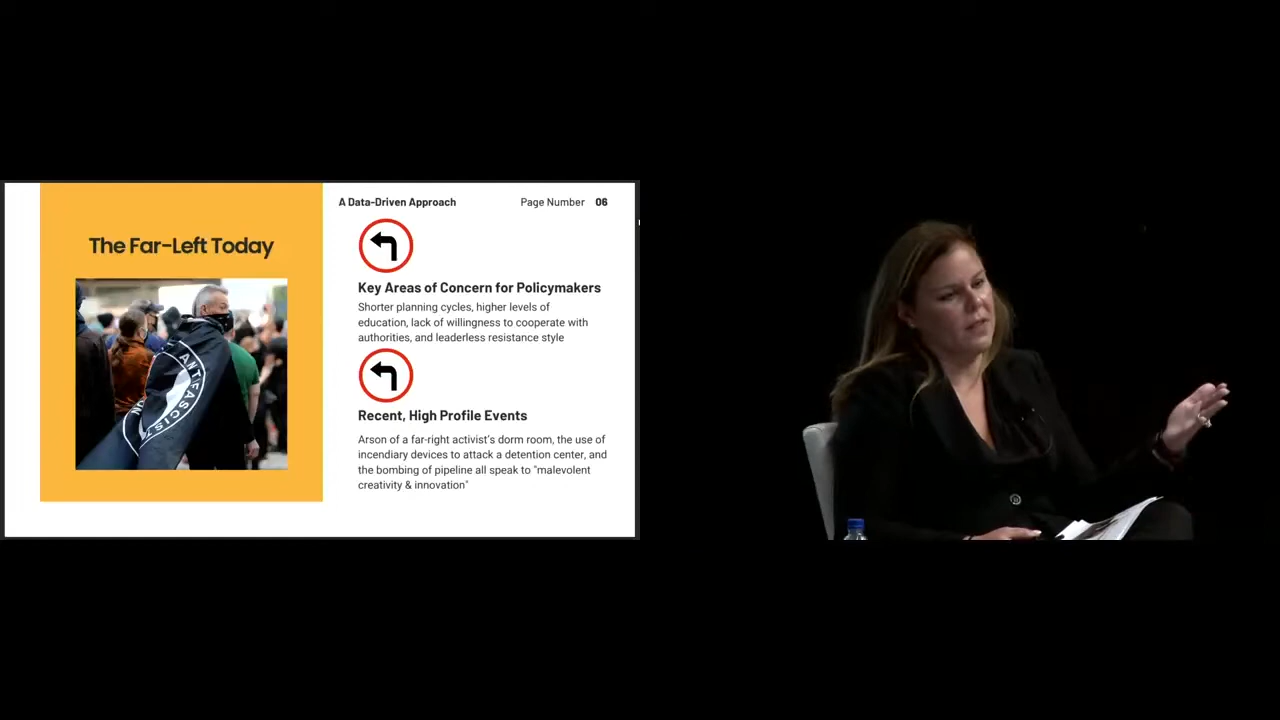 A Data-Driven Approach
Page Number 06
The Far-Left Today
ANTIFASCIST
Key Areas of Concern for Policymakers
Shorter planning cycles, higher levels of
education, lack of willingness to cooperate with
authorities, and leaderless resistance style
Recent, High Profile Events
Arson of a far-right activist's dorm room, the use of
incendiary devices to attack a detention center, and
the bombing of pipeline all speak to "malevolent
creativity & innovation"